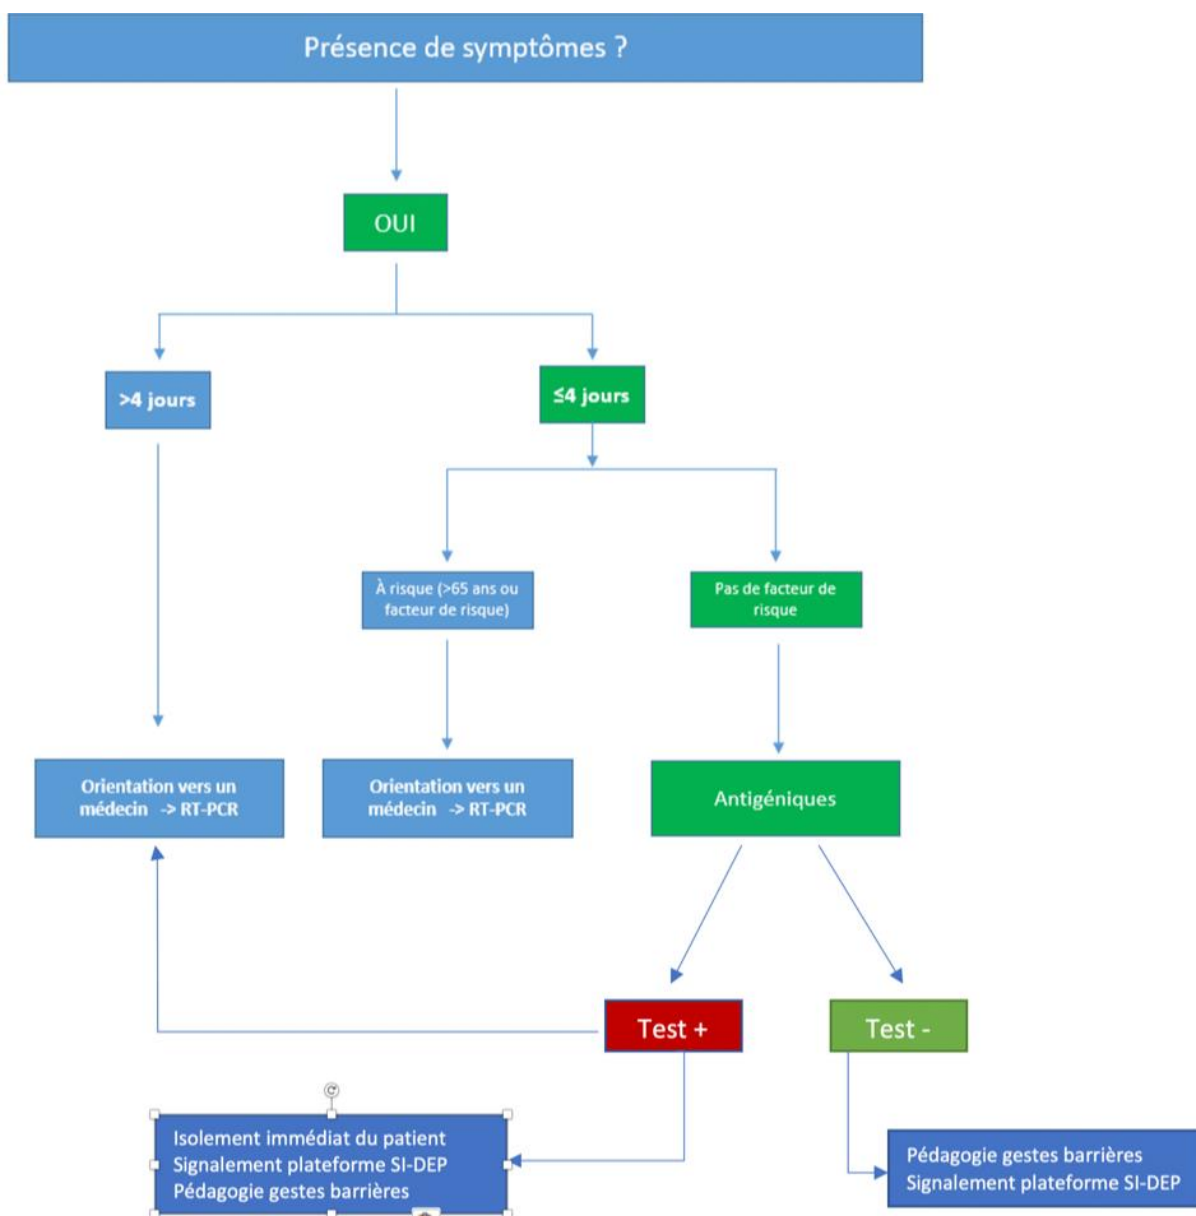 Présence de symptômes ?
OUI
>4 jours
≤4 jours
À risque (>65 ans ou
facteur de risque)
Pas de facteur de
risque
Orientation vers un
médecin -> RT-PCR
Orientation vers un
médecin -> RT-PCR
Antigéniques
Test +
Test -
Isolement immédiat du patient
Signalement plateforme SI-DEP
Pédagogie gestes barrières
Pédagogie gestes barrières
Signalement plateforme SI-DEP